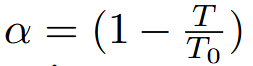 α = (1 − T/T₀)